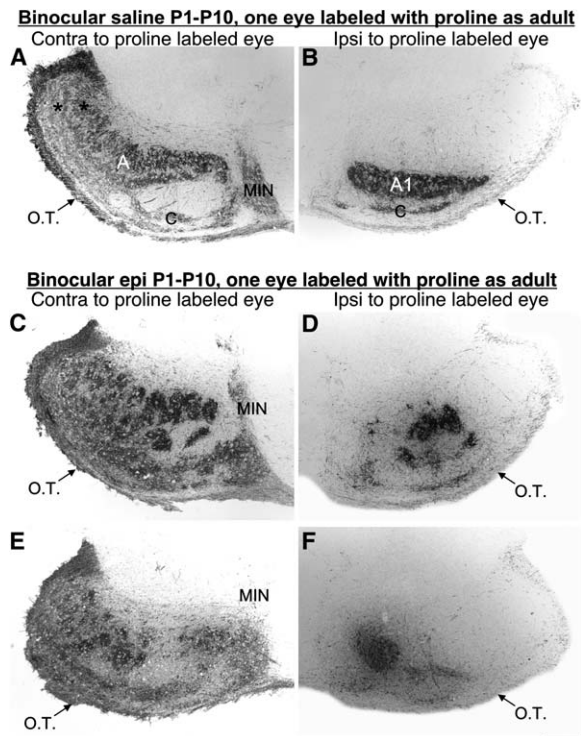 Binocular saline P1-P10, one eye labeled with proline as adult
Contra to proline labeled eye Ipsi to proline labeled eye
A B
* *
A A1
MIN
C C
O.T. O.T.
Binocular epi P1-P10, one eye labeled with proline as adult
Contra to proline labeled eye Ipsi to proline labeled eye
C D
MIN
O.T. O.T.
E F
MIN
O.T. O.T.